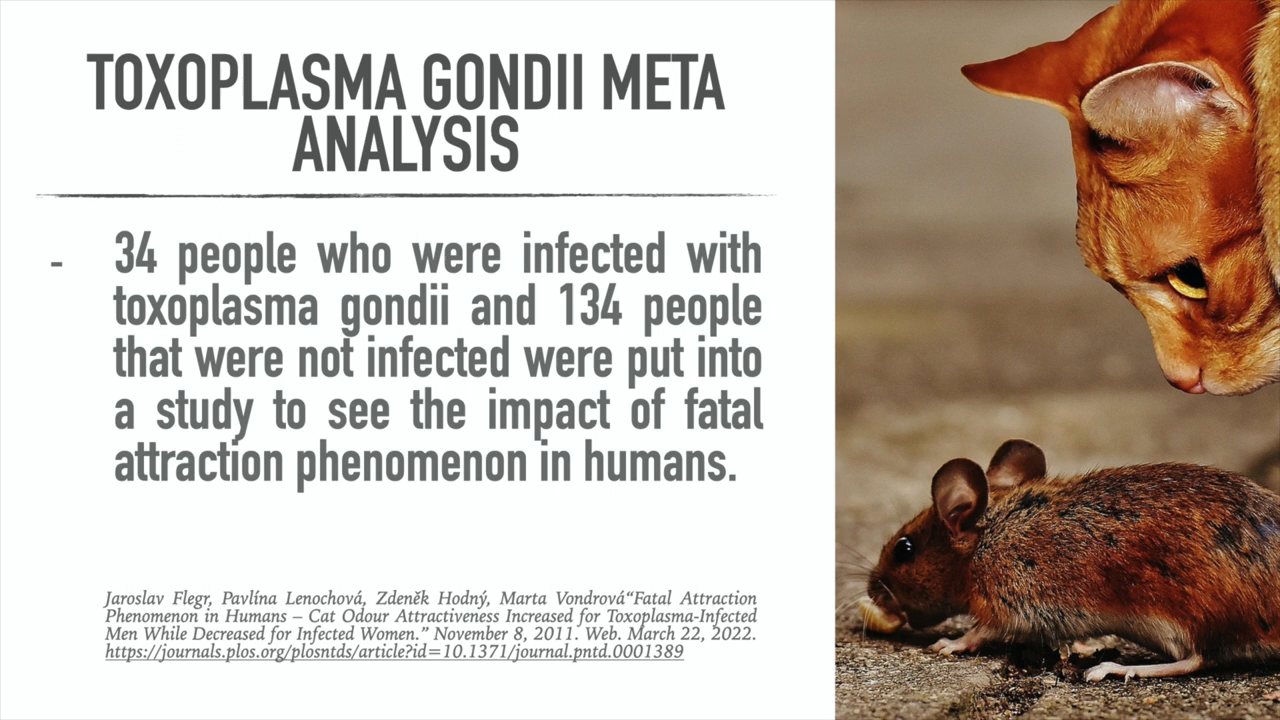 TOXOPLASMA GONDII META
ANALYSIS
- 34 people who were infected with
toxoplasma gondii and 134 people
that were not infected were put into
a study to see the impact of fatal
attraction phenomenon in humans.
Jaroslav Flegr, Pavlína Lenochová, Zdeněk Hodný, Marta Vondrová“Fatal Attraction
Phenomenon in Humans – Cat Odour Attractiveness Increased for Toxoplasma-Infected
Men While Decreased for Infected Women.” November 8, 2011. Web. March 22, 2022.
https://journals.plos.org/plosntds/article?id=10.1371/journal.pntd.0001389